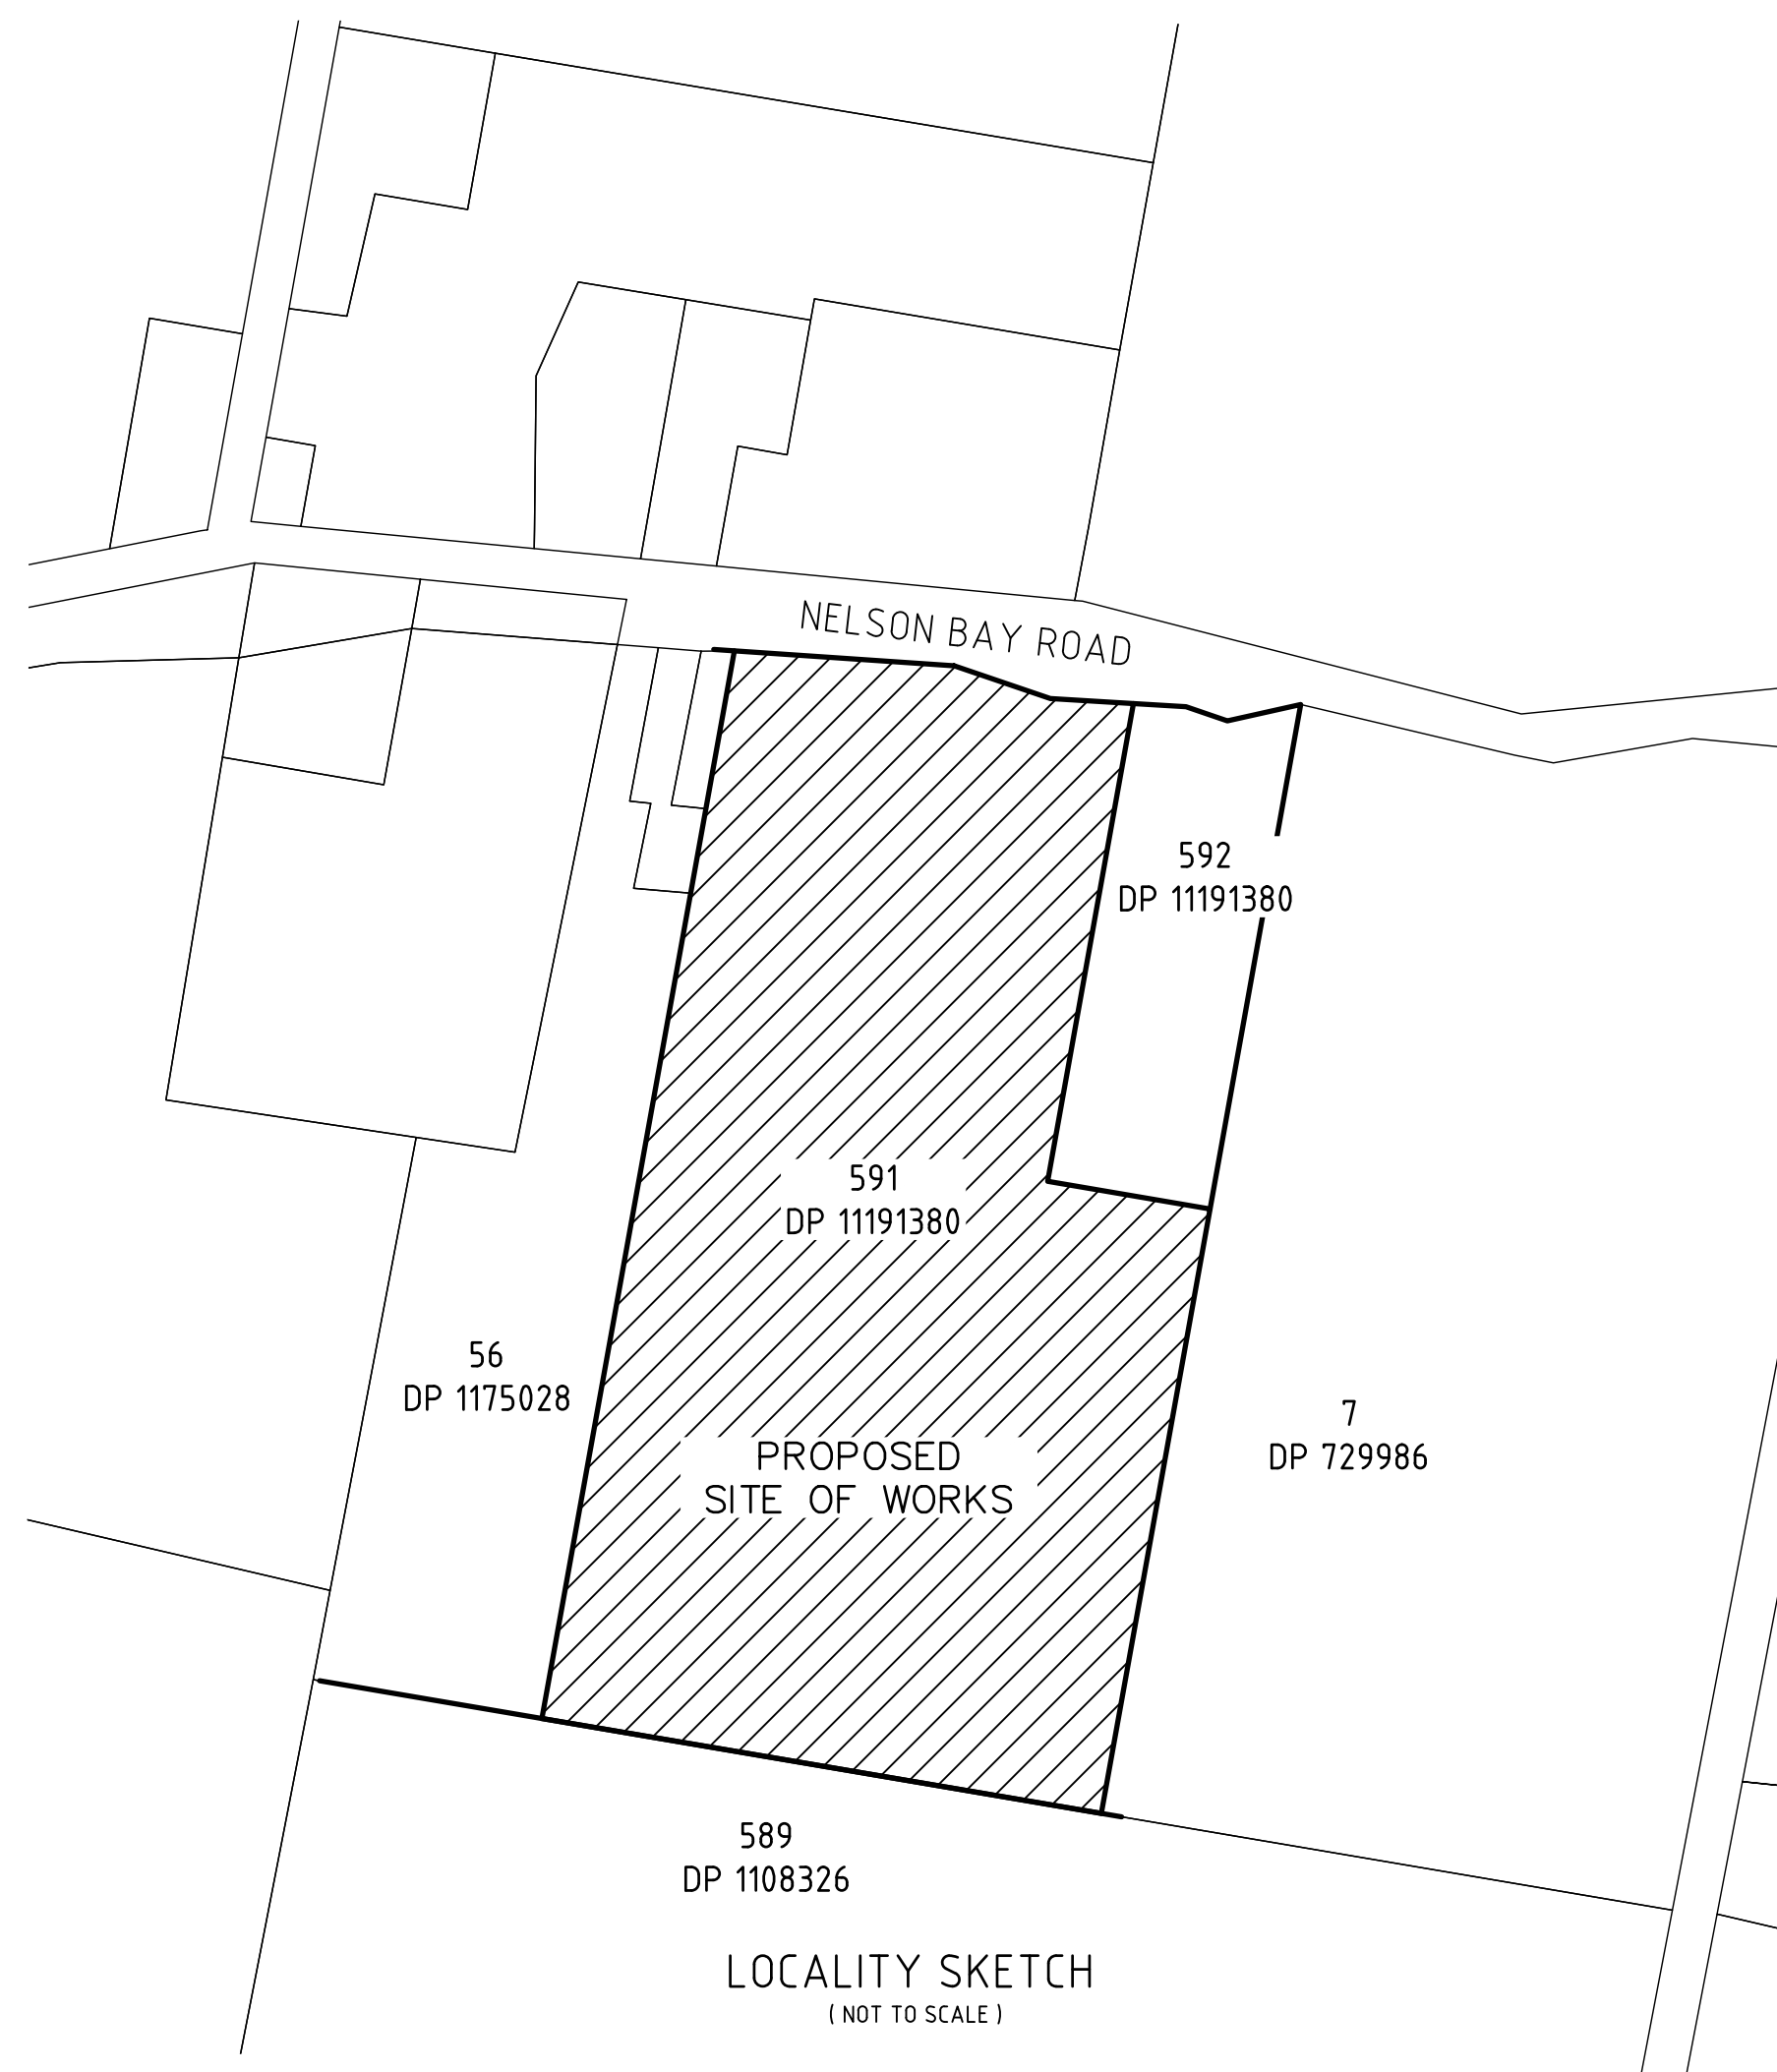 NELSON BAY ROAD
592
DP 11191380
591
DP 11191380
56
DP 1175028
7
DP 729986
PROPOSED
SITE OF WORKS
589
DP 1108326
LOCALITY SKETCH
( NOT TO SCALE )